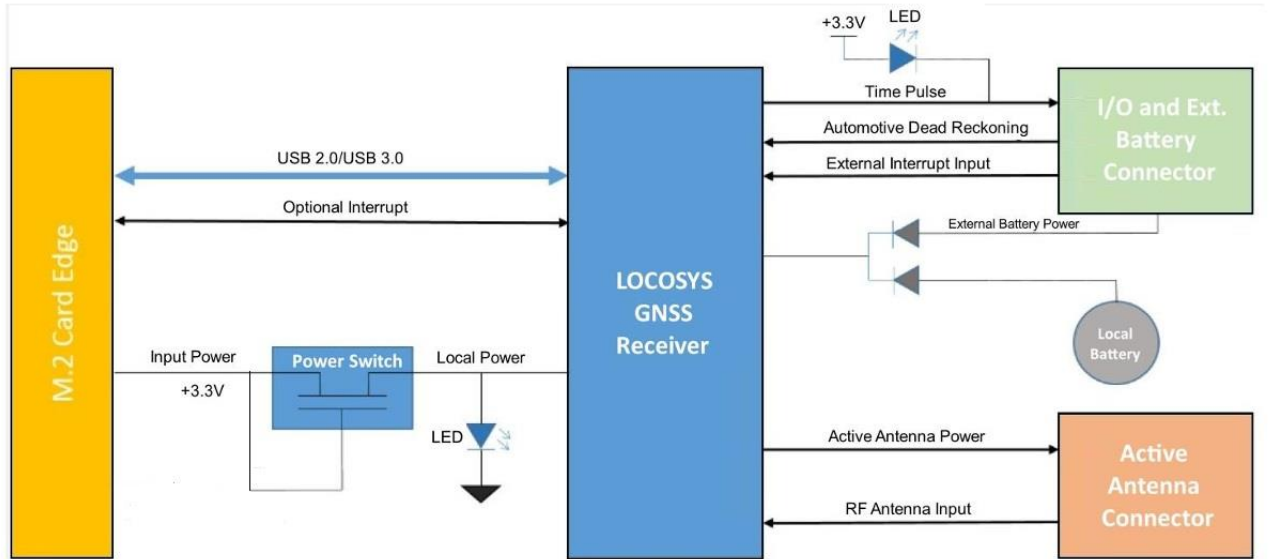 +3.3V
LED
M.2 Card Edge
USB 2.0/USB 3.0
Optional Interrupt
Input Power
+3.3V
Power Switch
Local Power
LED
LOCOSYS
GNSS
Receiver
Time Pulse
Automotive Dead Reckoning
External Interrupt Input
I/O and Ext.
Battery
Connector
External Battery Power
Local
Battery
Active Antenna Power
RF Antenna Input
Active
Antenna
Connector